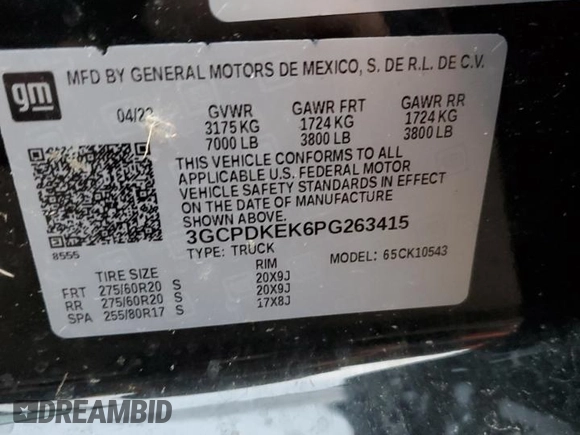 gm
MFD BY GENERAL MOTORS DE MEXICO, S. DE R.L. DE C.V.
04/23 GVWR GAWR FRT GAWR RR
3175 KG 1724 KG 1724 KG
7000 LB 3800 LB 3800 LB
THIS VEHICLE CONFORMS TO ALL
APPLICABLE U.S. FEDERAL MOTOR
VEHICLE SAFETY STANDARDS IN EFFECT
ON THE DATE OF MANUFACTURE
SHOWN ABOVE.
3GCPDKEK6PG263415
8555 TYPE: TRUCK MODEL: 65CK10543
TIRE SIZE RIM
FRT 275/60R20 S 20X9J
RR 275/60R20 S 20X9J
SPA 255/80R17 S 17X8J
DREAMBID